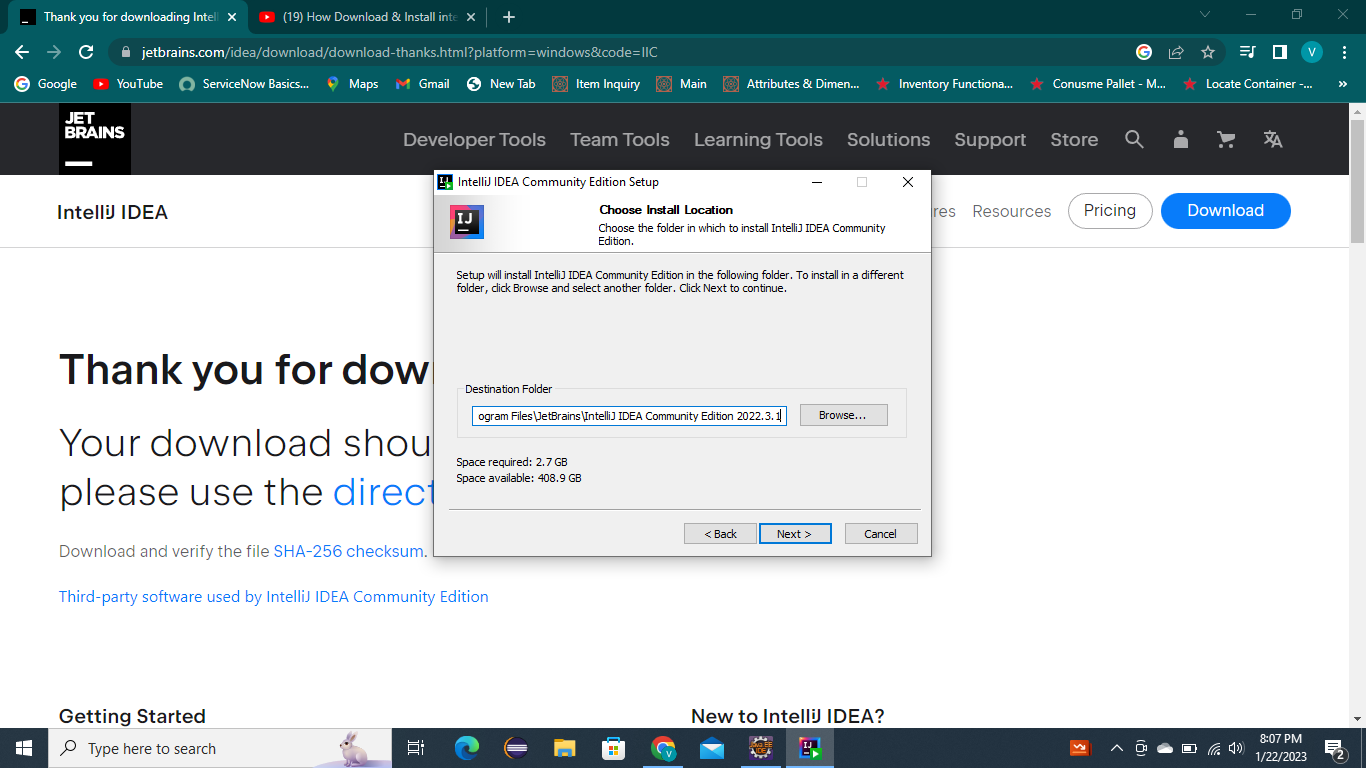 Thank you for downloading Intell
(19) How Download & Install inte
jetbrains.com/idea/download/download-thanks.html?platform=windows&code=IIC
V
Google
YouTube
ServiceNow Basics...
Maps
Gmail
New Tab
Item Inquiry
Main
Attributes & Dimen...
Inventory Functiona...
Conusme Pallet - M...
Locate Container -...
»
JET
BRAINS
Developer Tools
Team Tools
Learning Tools
Solutions
Support
Store
IntelliJ IDEA
res
Resources
Pricing
Download
IntelliJ IDEA Community Edition Setup
IJ
Choose Install Location
Choose the folder in which to install IntelliJ IDEA Community
Edition.
Setup will install IntelliJ IDEA Community Edition in the following folder. To install in a different
folder, click Browse and select another folder. Click Next to continue.
Destination Folder
ogram Files\JetBrains\IntelliJ IDEA Community Edition 2022.3.1
Browse...
Space required: 2.7 GB
Space available: 408.9 GB
< Back
Next >
Cancel
Thank you for dow
Your download shou
please use the direct
Download and verify the file SHA-256 checksum.
Third-party software used by IntelliJ IDEA Community Edition
Getting Started
New to IntelliJ IDEA?
Type here to search
V
8:07 PM
1/22/2023
2